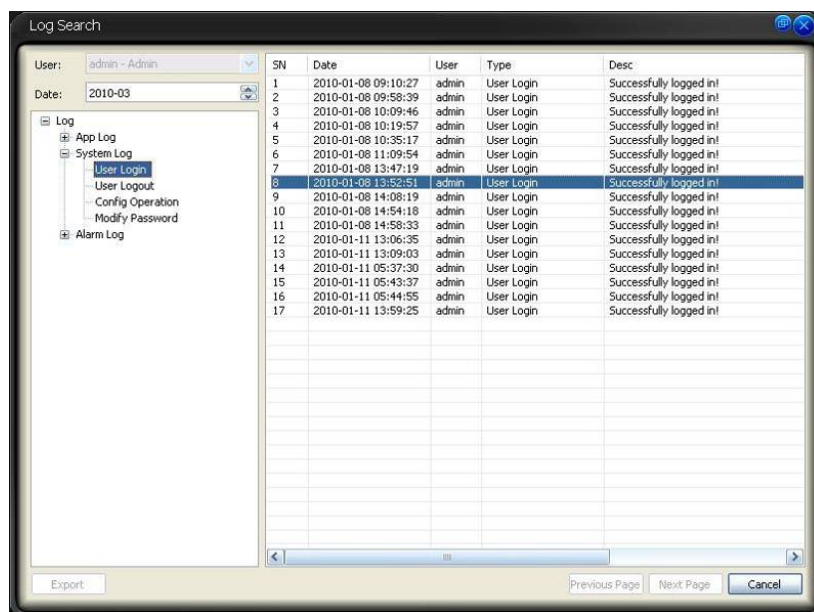 Log Search
User: admin - Admin
Date: 2010-03
Log
App Log
System Log
User Login
User Logout
Config Operation
Modify Password
Alarm Log
SN Date User Type Desc
1 2010-01-08 09:10:27 admin User Login Successfully logged in!
2 2010-01-08 09:58:39 admin User Login Successfully logged in!
3 2010-01-08 10:09:46 admin User Login Successfully logged in!
4 2010-01-08 10:19:57 admin User Login Successfully logged in!
5 2010-01-08 10:35:17 admin User Login Successfully logged in!
6 2010-01-08 11:09:54 admin User Login Successfully logged in!
7 2010-01-08 13:47:19 admin User Login Successfully logged in!
8 2010-01-08 13:52:51 admin User Login Successfully logged in!
9 2010-01-08 14:08:19 admin User Login Successfully logged in!
10 2010-01-08 14:54:18 admin User Login Successfully logged in!
11 2010-01-08 14:58:33 admin User Login Successfully logged in!
12 2010-01-11 13:06:35 admin User Login Successfully logged in!
13 2010-01-11 13:09:03 admin User Login Successfully logged in!
14 2010-01-11 05:37:30 admin User Login Successfully logged in!
15 2010-01-11 05:43:37 admin User Login Successfully logged in!
16 2010-01-11 05:44:55 admin User Login Successfully logged in!
17 2010-01-11 13:59:25 admin User Login Successfully logged in!
Export Previous Page Next Page Cancel